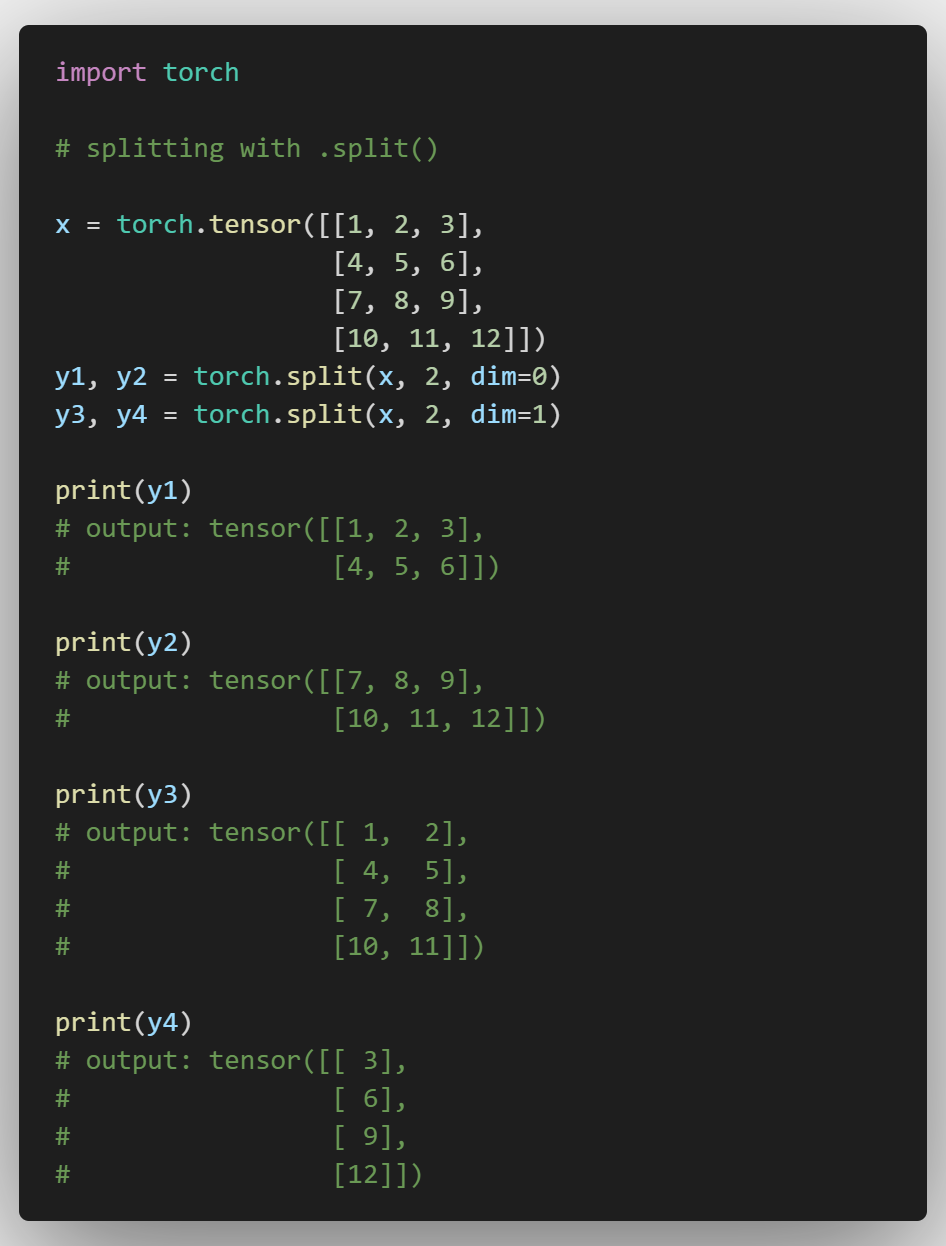 import torch

# splitting with .split()

x = torch.tensor([[1, 2, 3],
                  [4, 5, 6],
                  [7, 8, 9],
                  [10, 11, 12]])
y1, y2 = torch.split(x, 2, dim=0)
y3, y4 = torch.split(x, 2, dim=1)

print(y1)
# output: tensor([[1, 2, 3],
#                 [4, 5, 6]])

print(y2)
# output: tensor([[7, 8, 9],
#                 [10, 11, 12]])

print(y3)
# output: tensor([[ 1,  2],
#                 [ 4,  5],
#                 [ 7,  8],
#                 [10, 11]])

print(y4)
# output: tensor([[ 3],
#                 [ 6],
#                 [ 9],
#                 [12]])